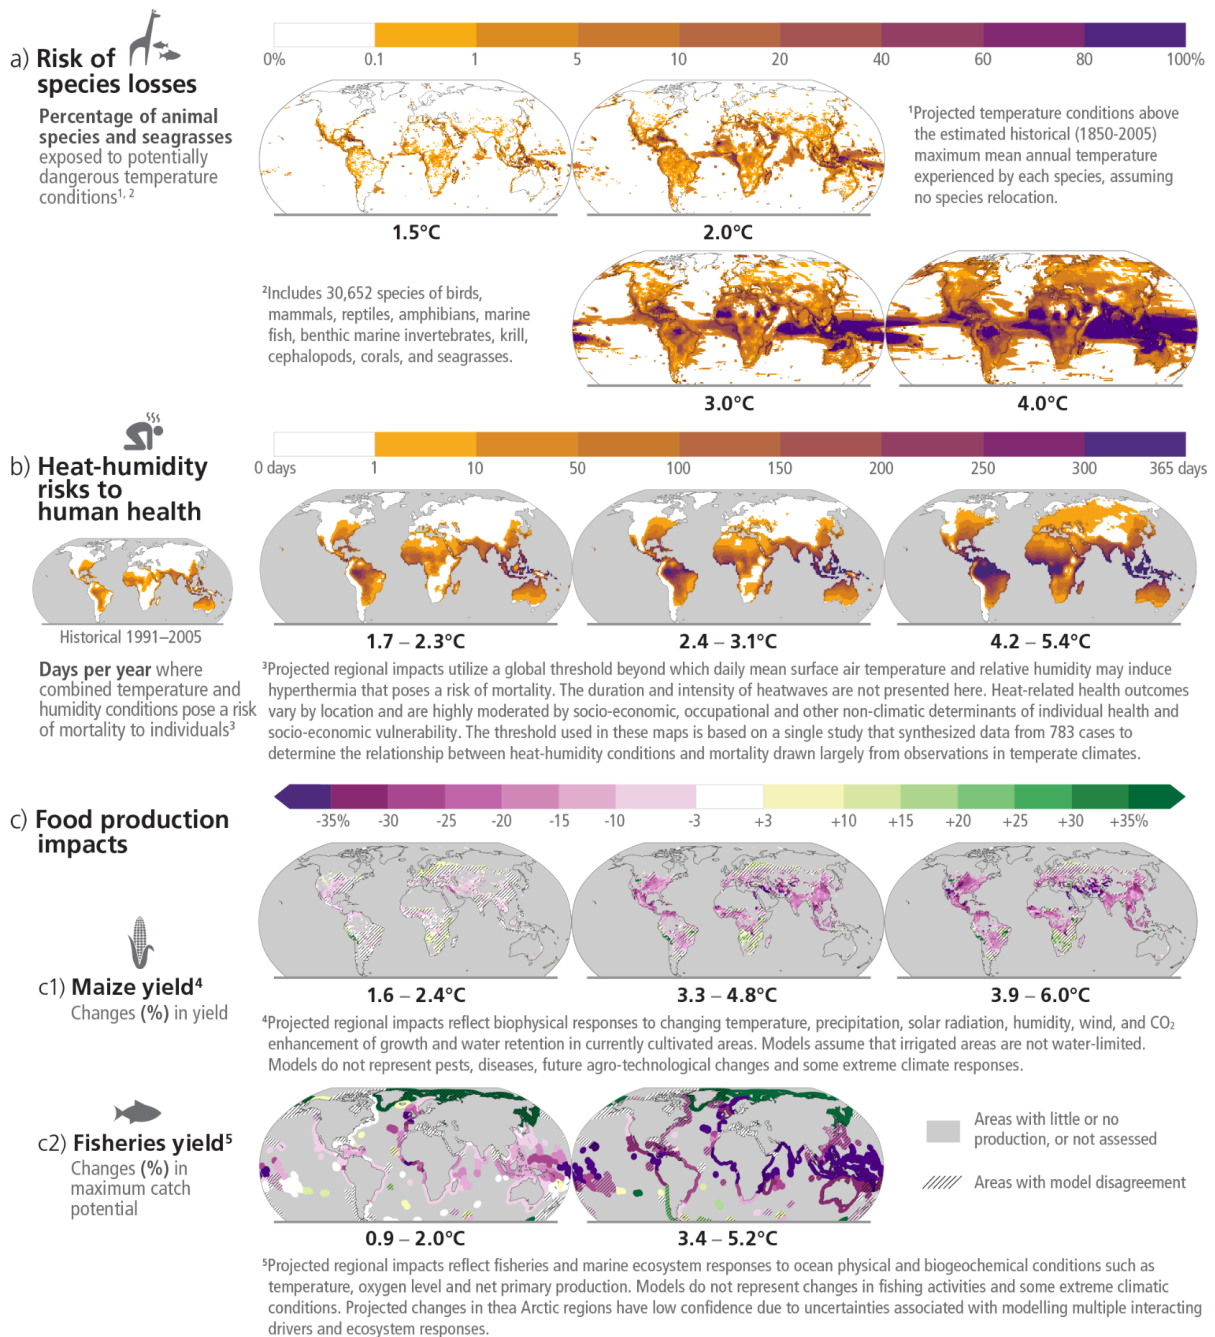 a) Risk of
species losses
Percentage of animal
species and seagrasses
exposed to potentially
dangerous temperature
conditions1, 2
0% 0.1 1 5 10 20 40 60 80 100%
1Projected temperature conditions above
the estimated historical (1850-2005)
maximum mean annual temperature
experienced by each species, assuming
no species relocation.
1.5°C 2.0°C
2Includes 30,652 species of birds,
mammals, reptiles, amphibians, marine
fish, benthic marine invertebrates, krill,
cephalopods, corals, and seagrasses.
3.0°C 4.0°C
b) Heat-humidity
risks to
human health
0 days 1 10 50 100 150 200 250 300 365 days
Historical 1991–2005
Days per year where
combined temperature and
humidity conditions pose a risk
of mortality to individuals3
1.7 – 2.3°C 2.4 – 3.1°C 4.2 – 5.4°C
3Projected regional impacts utilize a global threshold beyond which daily mean surface air temperature and relative humidity may induce
hyperthermia that poses a risk of mortality. The duration and intensity of heatwaves are not presented here. Heat-related health outcomes
vary by location and are highly moderated by socio-economic, occupational and other non-climatic determinants of individual health and
socio-economic vulnerability. The threshold used in these maps is based on a single study that synthesized data from 783 cases to
determine the relationship between heat-humidity conditions and mortality drawn largely from observations in temperate climates.
c) Food production
impacts
-35% -30 -25 -20 -15 -10 -3 +3 +10 +15 +20 +25 +30 +35%
c1) Maize yield4
Changes (%) in yield
1.6 – 2.4°C 3.3 – 4.8°C 3.9 – 6.0°C
4Projected regional impacts reflect biophysical responses to changing temperature, precipitation, solar radiation, humidity, wind, and CO2
enhancement of growth and water retention in currently cultivated areas. Models assume that irrigated areas are not water-limited.
Models do not represent pests, diseases, future agro-technological changes and some extreme climate responses.
c2) Fisheries yield5
Changes (%) in
maximum catch
potential
Areas with little or no
production, or not assessed
Areas with model disagreement
0.9 – 2.0°C 3.4 – 5.2°C
5Projected regional impacts reflect fisheries and marine ecosystem responses to ocean physical and biogeochemical conditions such as
temperature, oxygen level and net primary production. Models do not represent changes in fishing activities and some extreme climatic
conditions. Projected changes in thea Arctic regions have low confidence due to uncertainties associated with modelling multiple interacting
drivers and ecosystem responses.